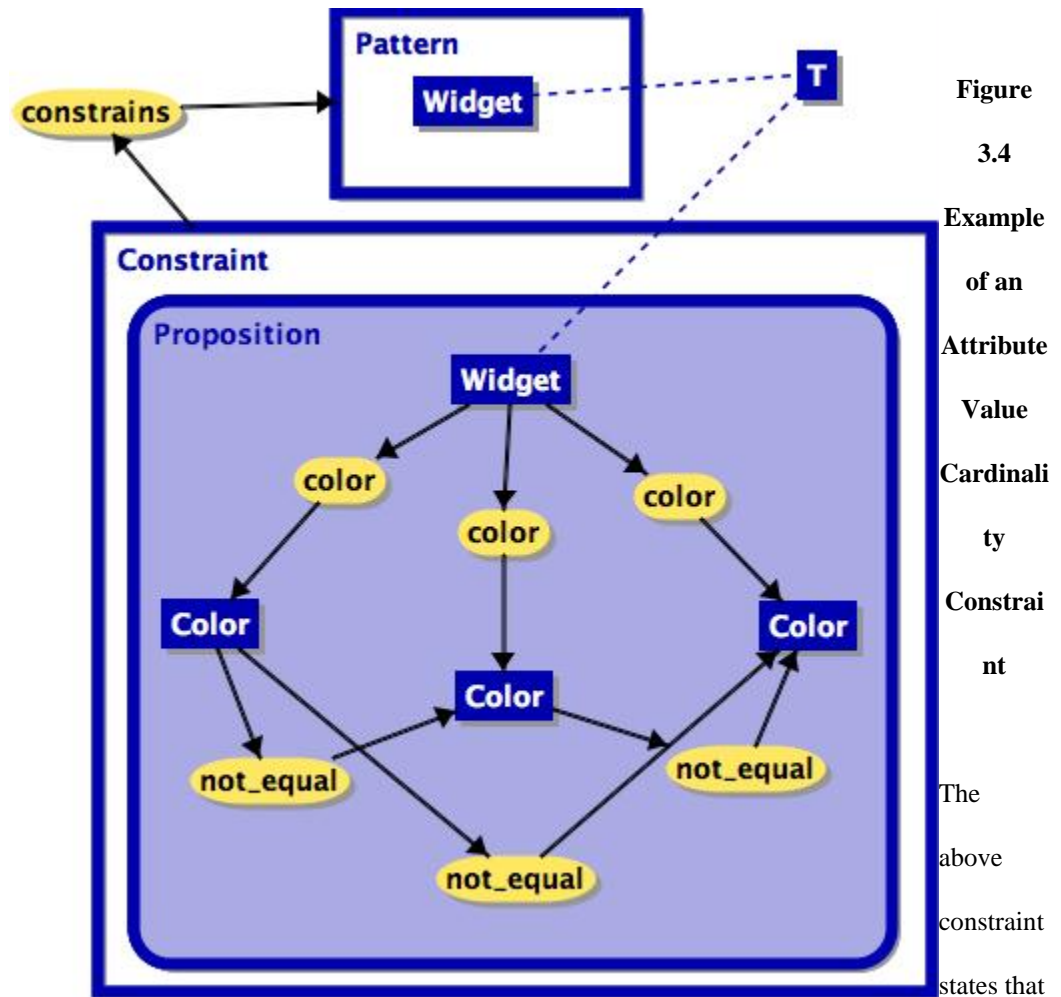 Pattern
Widget
T
constrains
Constraint
Proposition
Widget
color
color
color
Color
Color
Color
not_equal
not_equal
not_equal
Figure
3.4
Example
of an
Attribute
Value
Cardinali
ty
Constrai
nt
The
above
constraint
states that